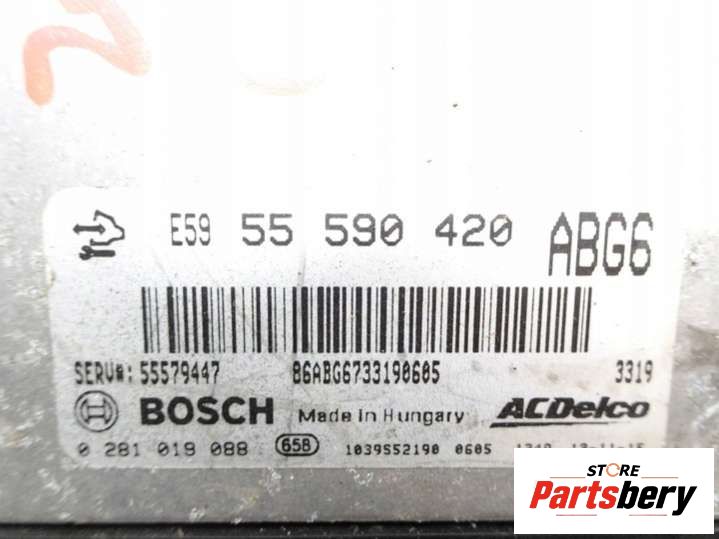 E59 55 590 420 ABG6
SERV#: 55579447 86ABG6733190605 3319
BOSCH Made in Hungary ACDelco
0 281 019 088 65B 1039S52190 0605
STORE
Partsbery